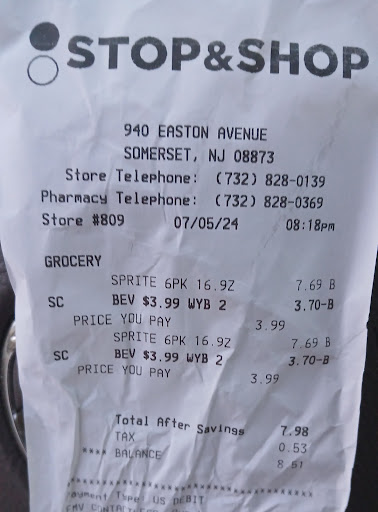 STOP&SHOP
940 EASTON AVENUE
SOMERSET, NJ 08873
Store Telephone: (732) 828-0139
Pharmacy Telephone: (732) 828-0369
Store #809 07/05/24 08:18pm
GROCERY
SPRITE 6PK 16.9Z 7.69 B
SC BEV $3.99 WYB 2 3.70-B
PRICE YOU PAY 3.99
SPRITE 6PK 16.9Z 7.69 B
SC BEV $3.99 WYB 2 3.70-B
PRICE YOU PAY 3.99
Total After Savings 7.98
TAX 0.53
**** BALANCE 8.51
Payment Type: US DEBIT